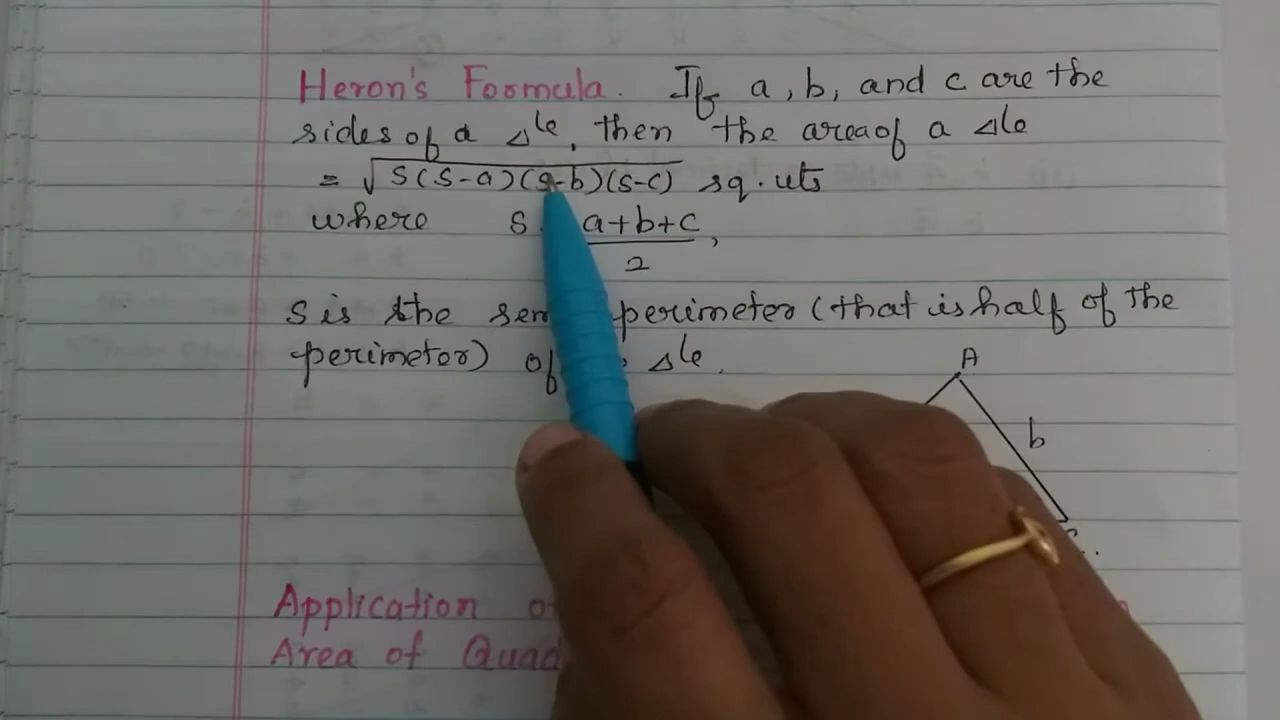 Heron's Formula. If a, b, and c are the
sides of a △le, then the area of a △le
= √S(S-a)(s-b)(s-c) sq. uts
where S a+b+c,
2
S is the perimeter (that is half of the
perimeter) of △le.
A
b
Application
Area of